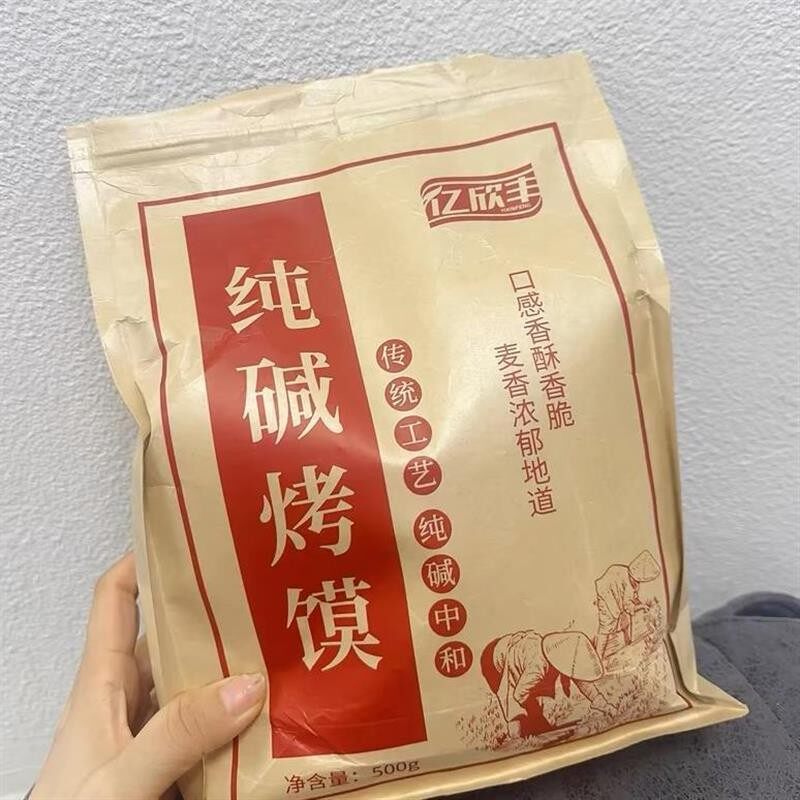 亿欣丰
纯碱烤馍
传统工艺 纯碱中和
口感香酥香脆
麦香浓郁地道
净含量：500g